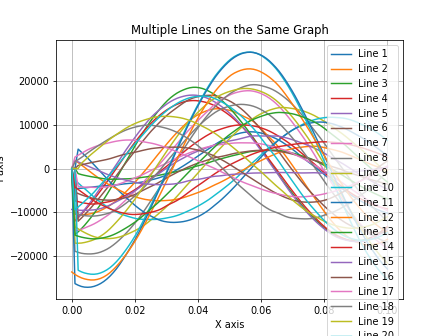 Multiple Lines on the Same Graph
20000
10000
0
−10000
−20000
0.00
0.02
0.04
0.06
X axis
Line 1
Line 2
Line 3
Line 4
Line 5
Line 6
Line 7
Line 8
Line 9
Line 10
Line 11
Line 12
Line 13
Line 14
Line 15
Line 16
Line 17
Line 18
Line 19